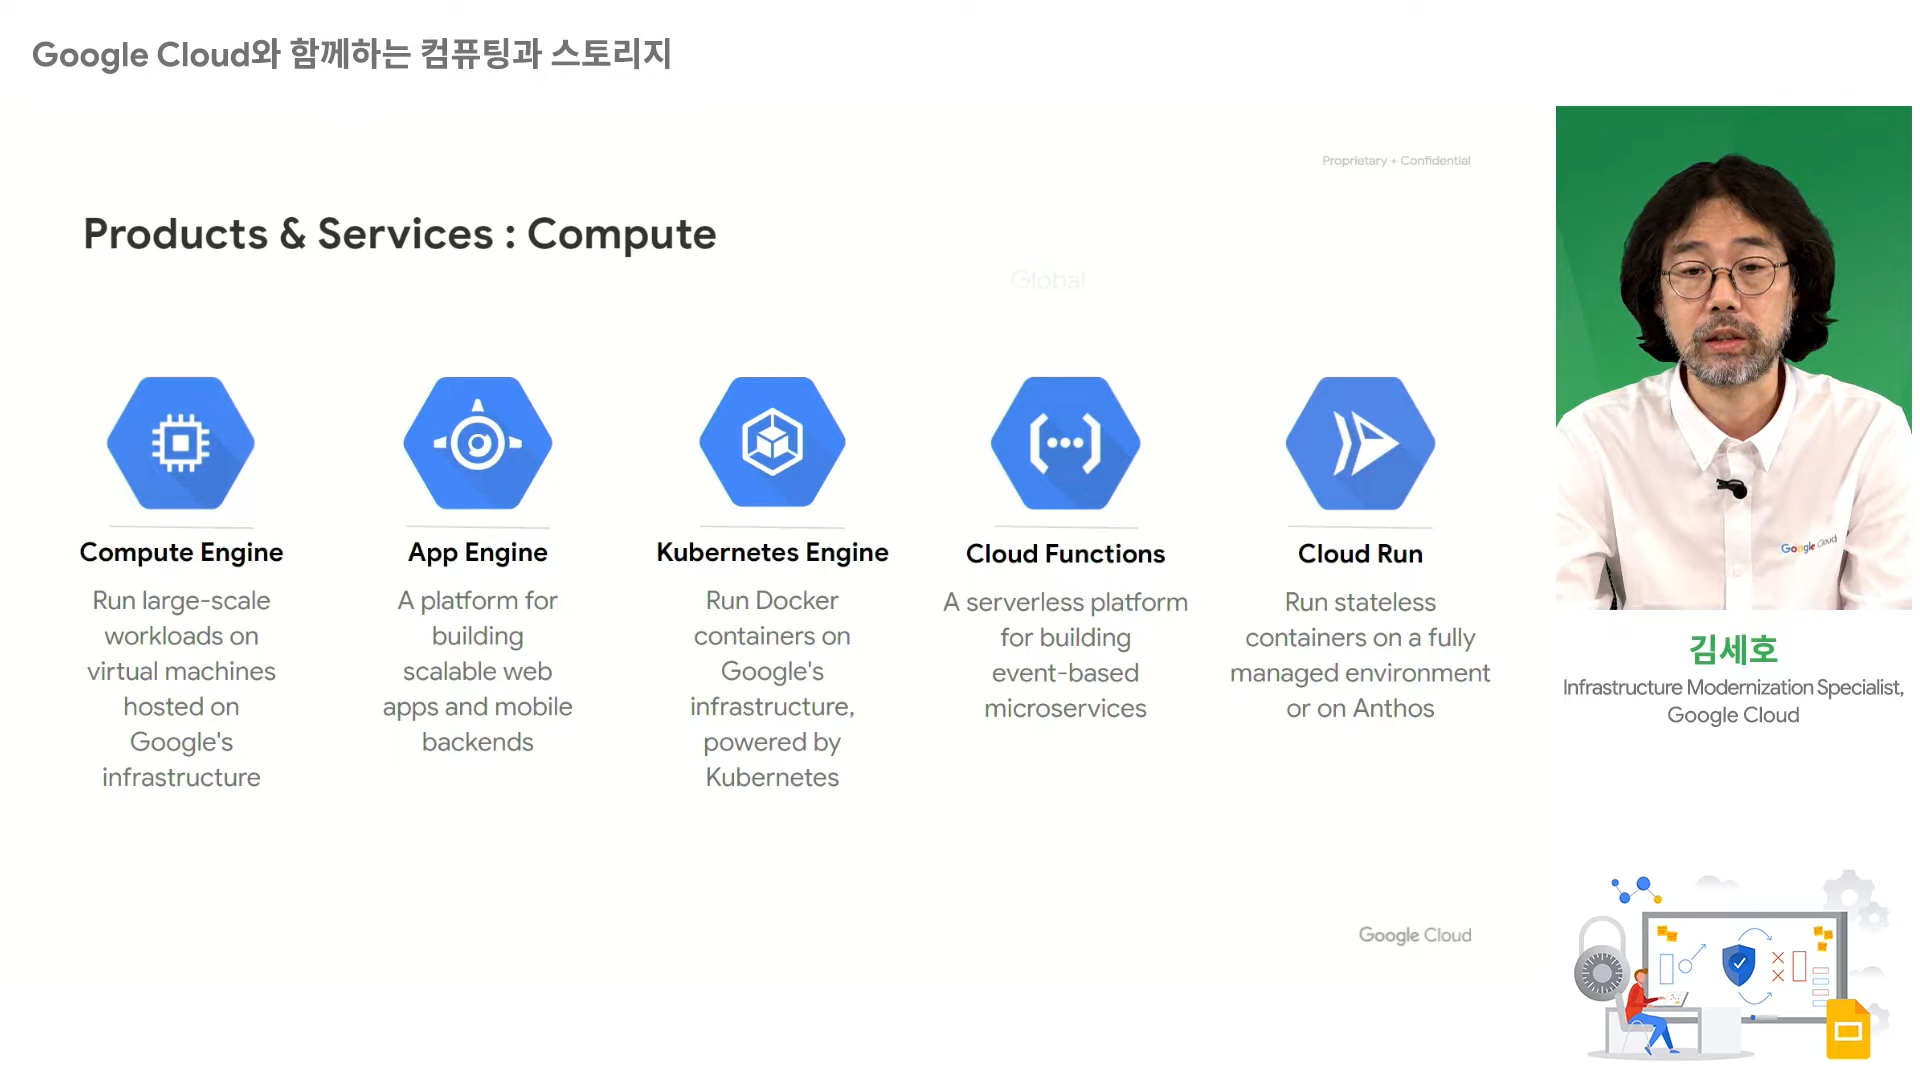 Google Cloud와 함께하는 컴퓨팅과 스토리지
Proprietary + Confidential
Products & Services : Compute
Global
Compute Engine
Run large-scale
workloads on
virtual machines
hosted on
Google's
infrastructure
App Engine
A platform for
building
scalable web
apps and mobile
backends
Kubernetes Engine
Run Docker
containers on
Google's
infrastructure,
powered by
Kubernetes
Cloud Functions
A serverless platform
for building
event-based
microservices
Cloud Run
Run stateless
containers on a fully
managed environment
or on Anthos
Google Cloud
Google Cloud
김세호
Infrastructure Modernization Specialist,
Google Cloud